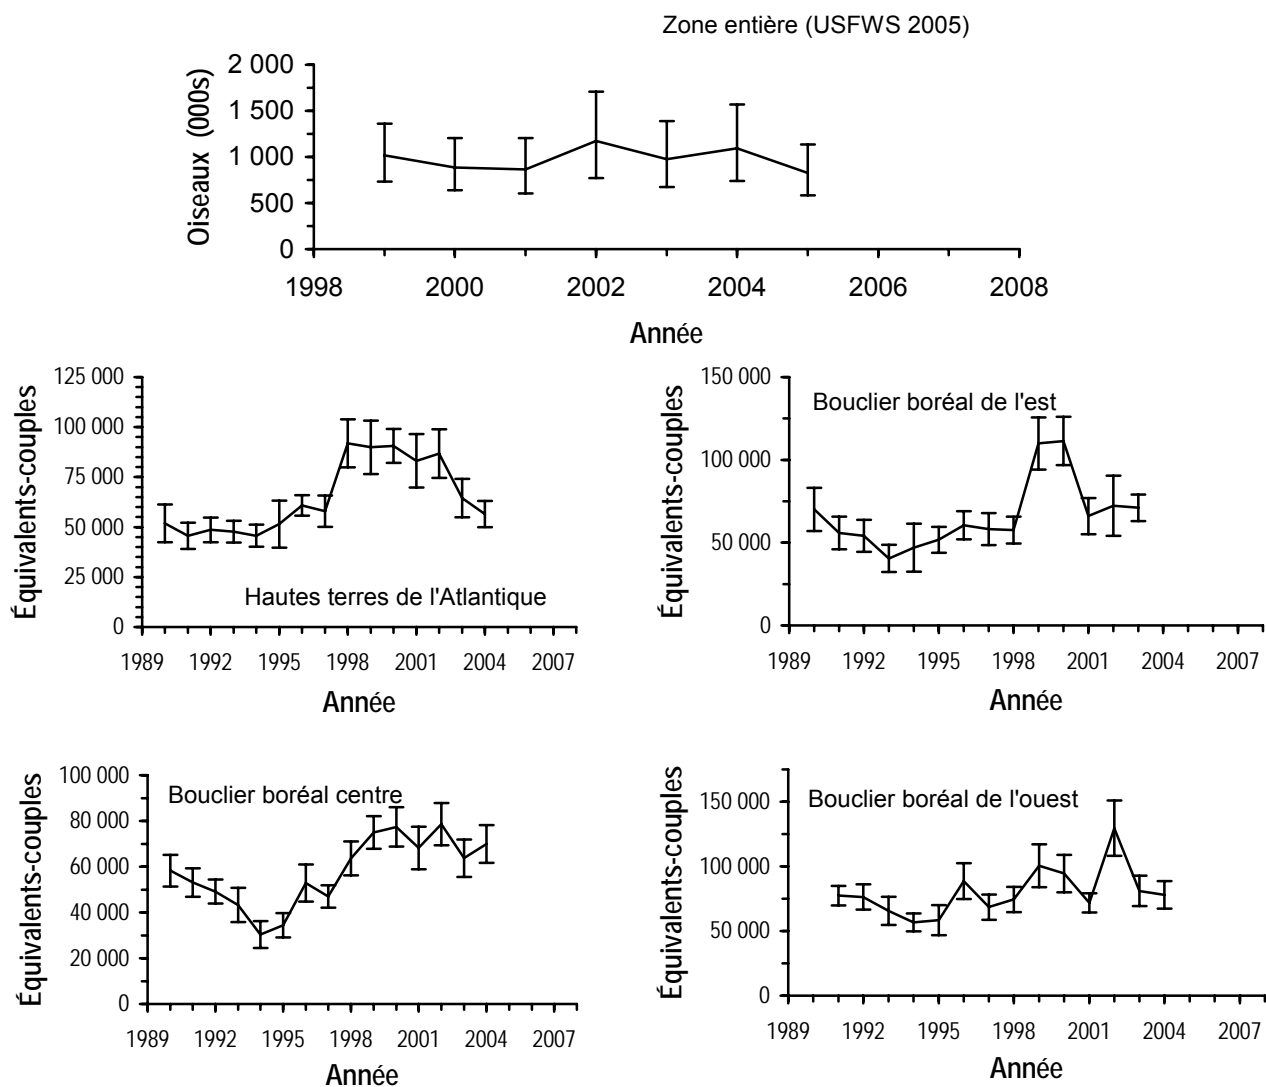 Zone entière (USFWS 2005)
Oiseaux (000s)
2 000
1 500
1 000
500
0
1998 2000 2002 2004 2006 2008
Année
Équivalents-couples
125 000
100 000
75 000
50 000
25 000
0
Hautes terres de l'Atlantique
1989 1992 1995 1998 2001 2004 2007
Année
Équivalents-couples
150 000
100 000
50 000
0
Bouclier boréal de l'est
1989 1992 1995 1998 2001 2004 2007
Année
Équivalents-couples
100 000
80 000
60 000
40 000
20 000
0
Bouclier boréal centre
1989 1992 1995 1998 2001 2004 2007
Année
Équivalents-couples
150 000
100 000
50 000
0
Bouclier boréal de l'ouest
1989 1992 1995 1998 2001 2004 2007
Année